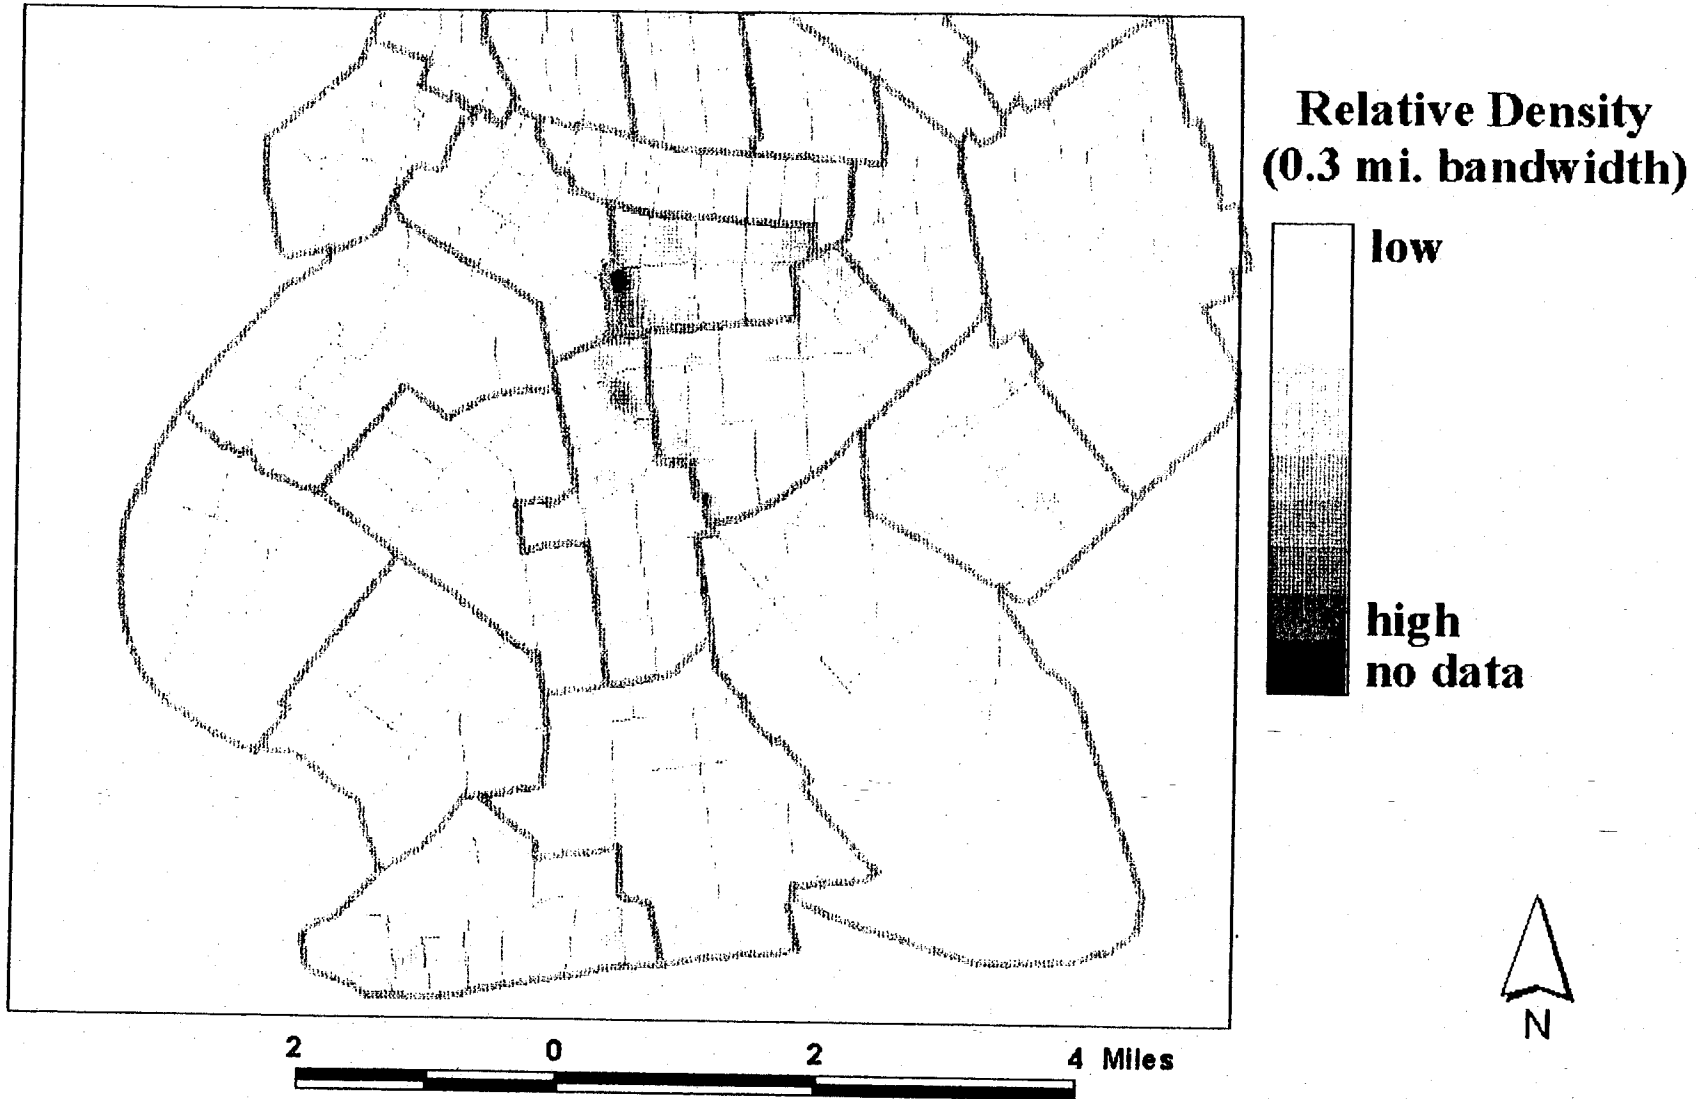 Relative Density
(0.3 mi. bandwidth)
low
high
no data
N
2 0 2 4 Miles